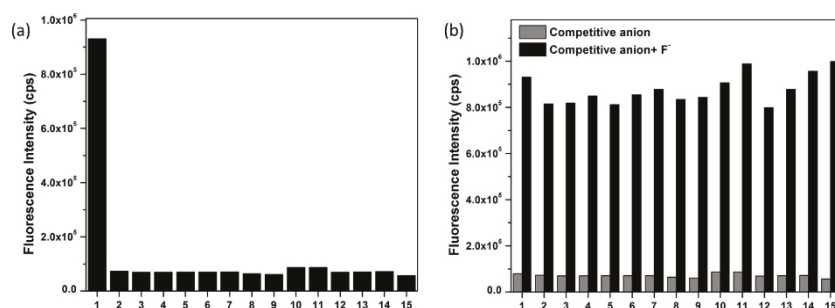 (a)
Fluorescence Intensity (cps)
1.0x10⁶
8.0x10⁵
6.0x10⁵
4.0x10⁵
2.0x10⁵
0.0
1 2 3 4 5 6 7 8 9 10 11 12 13 14 15
(b)
Competitive anion
Competitive anion+ F⁻
Fluorescence Intensity (cps)
1.0x10⁶
8.0x10⁵
6.0x10⁵
4.0x10⁵
2.0x10⁵
0.0
1 2 3 4 5 6 7 8 9 10 11 12 13 14 15